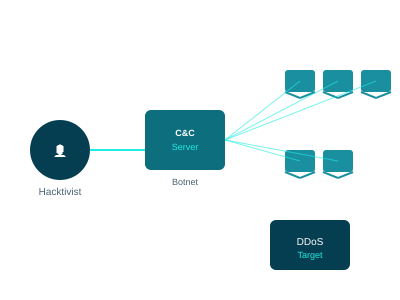 C&C
Server
Hacktivist
Botnet
DDoS
Target